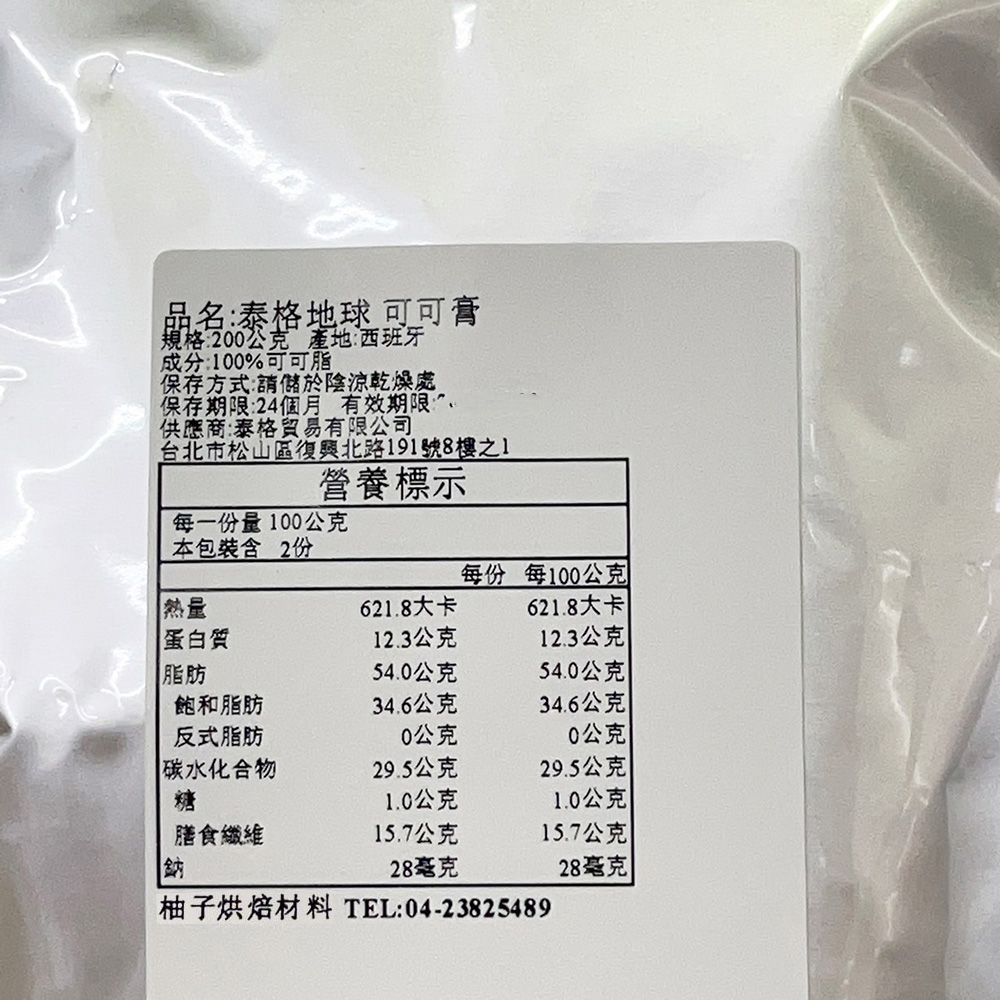 品名:泰格地球 可可膏
規格:200公克 產地:西班牙
成分:100%可可脂
保存方式:請儲於陰涼乾燥處
保存期限:24個月 有效期限:
供應商:泰格貿易有限公司
台北市松山區復興北路191號8樓之1
營養標示
每一份量 100公克
本包裝含 2份
每份 每100公克
熱量 621.8大卡 621.8大卡
蛋白質 12.3公克 12.3公克
脂肪 54.0公克 54.0公克
飽和脂肪 34.6公克 34.6公克
反式脂肪 0公克 0公克
碳水化合物 29.5公克 29.5公克
糖 1.0公克 1.0公克
膳食纖維 15.7公克 15.7公克
鈉 28毫克 28毫克
柚子烘焙材料 TEL:04-23825489